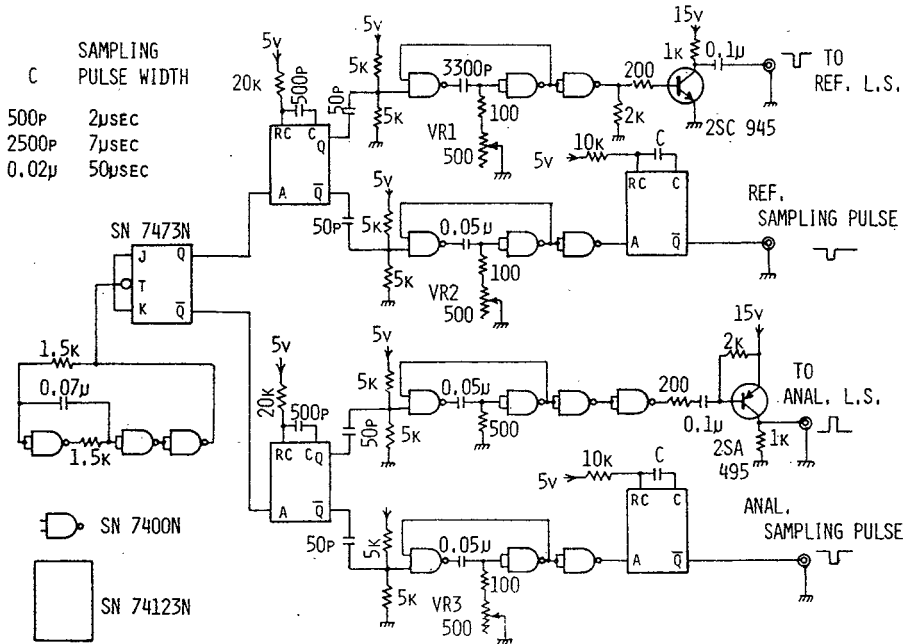 SAMPLING
C PULSE WIDTH
500P 2μSEC
2500P 7μSEC
0.02μ 50μSEC
5V
20K
500P
RC C
Q
A Q̅
50P
5K
5K
3300P
100
VR1
500
200
2K
15V
1K
0.1μ
2SC 945
TO
REF. L.S.
50P
5V
5K
5K
0.05μ
100
VR2
500
5V
10K
C
RC C
A Q̅
REF.
SAMPLING PULSE
SN 7473N
J Q
T
K Q̅
1.5K
0.07μ
1.5K
5V
20K
500P
RC C Q
A Q̅
50P
5V
5K
5K
0.05μ
500
200
0.1μ
2K
15V
2SA
495
1K
TO
ANAL. L.S.
50P
5K
5K
0.05μ
100
VR3
500
5V
10K
C
RC C
A Q̅
ANAL.
SAMPLING PULSE
SN 7400N
SN 74123N